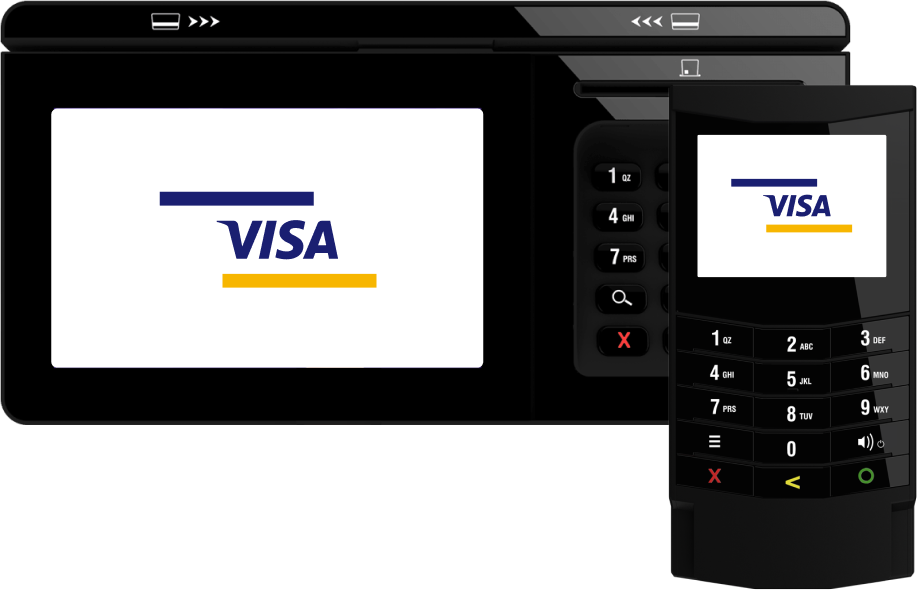 VISA
1 QZ
4 GHI
7 PRS
X
VISA
1 QZ 2 ABC 3 DEF
4 GHI 5 JKL 6 MNO
7 PRS 8 TUV 9 WXY
0
X <